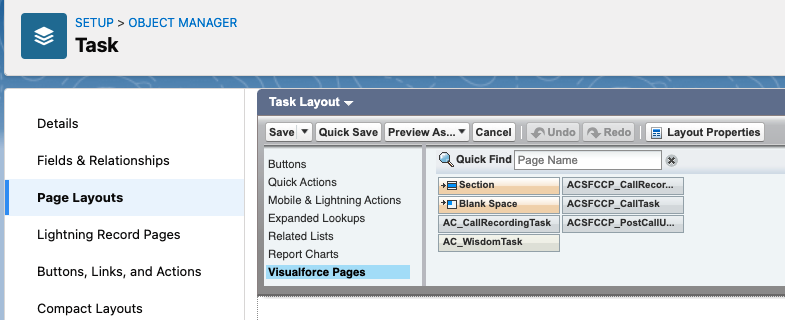 SETUP > OBJECT MANAGER
Task
Details
Fields & Relationships
Page Layouts
Lightning Record Pages
Buttons, Links, and Actions
Compact Layouts
Task Layout
Save Quick Save Preview As... Cancel Undo Redo Layout Properties
Buttons
Quick Actions
Mobile & Lightning Actions
Expanded Lookups
Related Lists
Report Charts
Visualforce Pages
Quick Find Page Name
Section ACSFCCP_CallRecor...
Blank Space ACSFCCP_CallTask
AC_CallRecordingTask ACSFCCP_PostCallU...
AC_WisdomTask